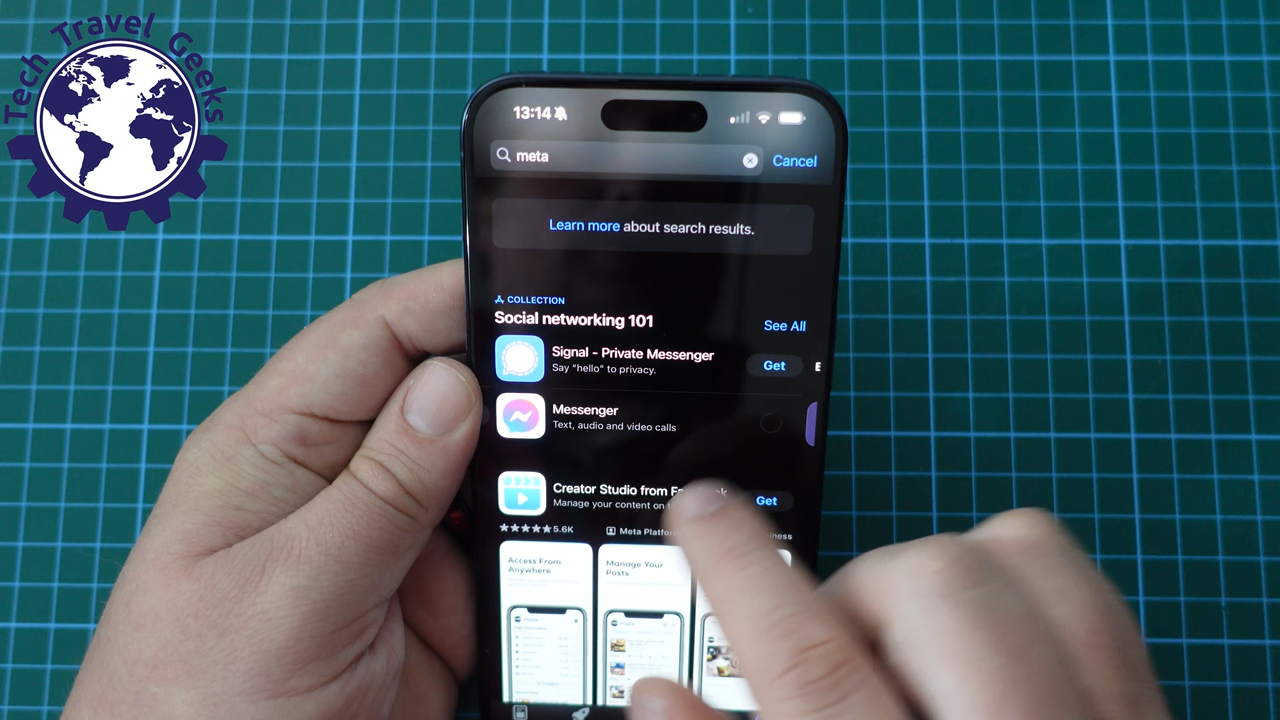 Tech Travel Geeks
13:14
meta
Cancel
Learn more about search results.
COLLECTION
Social networking 101
See All
Signal - Private Messenger
Get
Say "hello" to privacy.
Messenger
Text, audio and video calls
Creator Studio from
Get
Manage your content on
5.6K
Meta
Access From
Anywhere
Manage Your
Posts